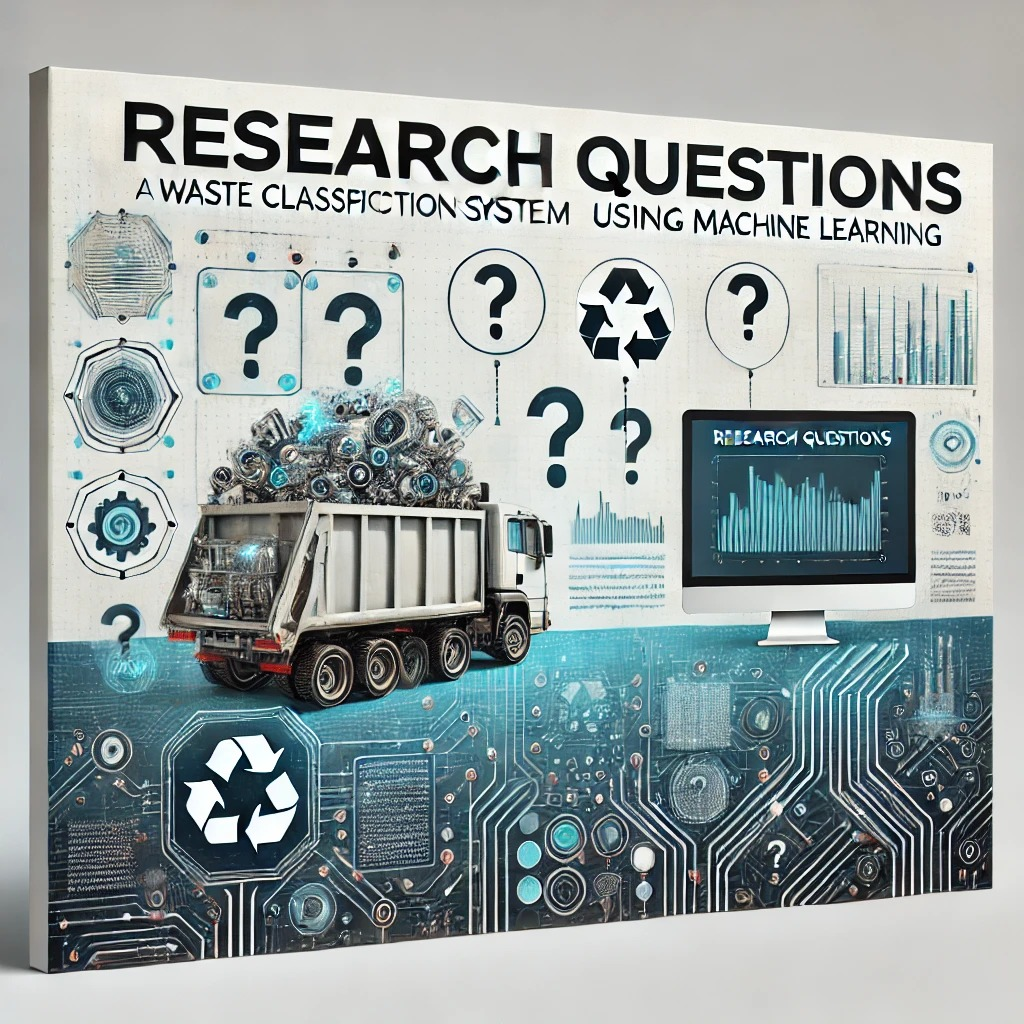 RESEARCH QUESTIONS
A WASTE CLASSFICTION SYSTEM USING MACHINE LEARNING
? ? ? ?
? ?
RESEARCH QUESTIONS
?
?